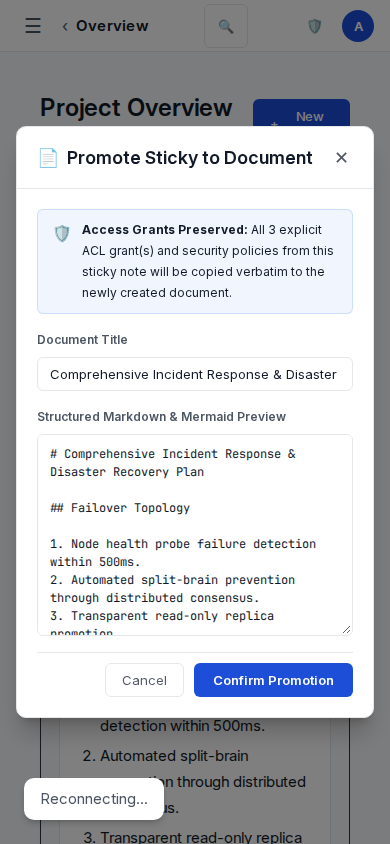 Overview
A
Project Overview
New
Promote Sticky to Document
Access Grants Preserved: All 3 explicit
ACL grant(s) and security policies from this
sticky note will be copied verbatim to the
newly created document.
Document Title
Comprehensive Incident Response & Disaster
Structured Markdown & Mermaid Preview
# Comprehensive Incident Response &
Disaster Recovery Plan
## Failover Topology
1. Node health probe failure detection
within 500ms.
2. Automated split-brain prevention
through distributed consensus.
3. Transparent read-only replica
promotion
Cancel
Confirm Promotion
detection within 500ms.
2. Automated split-brain
through distributed
Reconnecting...
3. Transparent read-only replica